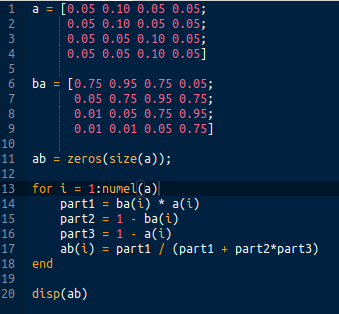 1 a = [0.05 0.10 0.05 0.05;
2 0.05 0.10 0.05 0.05;
3 0.05 0.05 0.10 0.05;
4 0.05 0.05 0.10 0.05]
5
6 ba = [0.75 0.95 0.75 0.05;
7 0.05 0.75 0.95 0.75;
8 0.01 0.05 0.75 0.95;
9 0.01 0.01 0.05 0.75]
10
11 ab = zeros(size(a));
12
13 for i = 1:numel(a)
14 part1 = ba(i) * a(i)
15 part2 = 1 - ba(i)
16 part3 = 1 - a(i)
17 ab(i) = part1 / (part1 + part2*part3)
18 end
19
20 disp(ab)